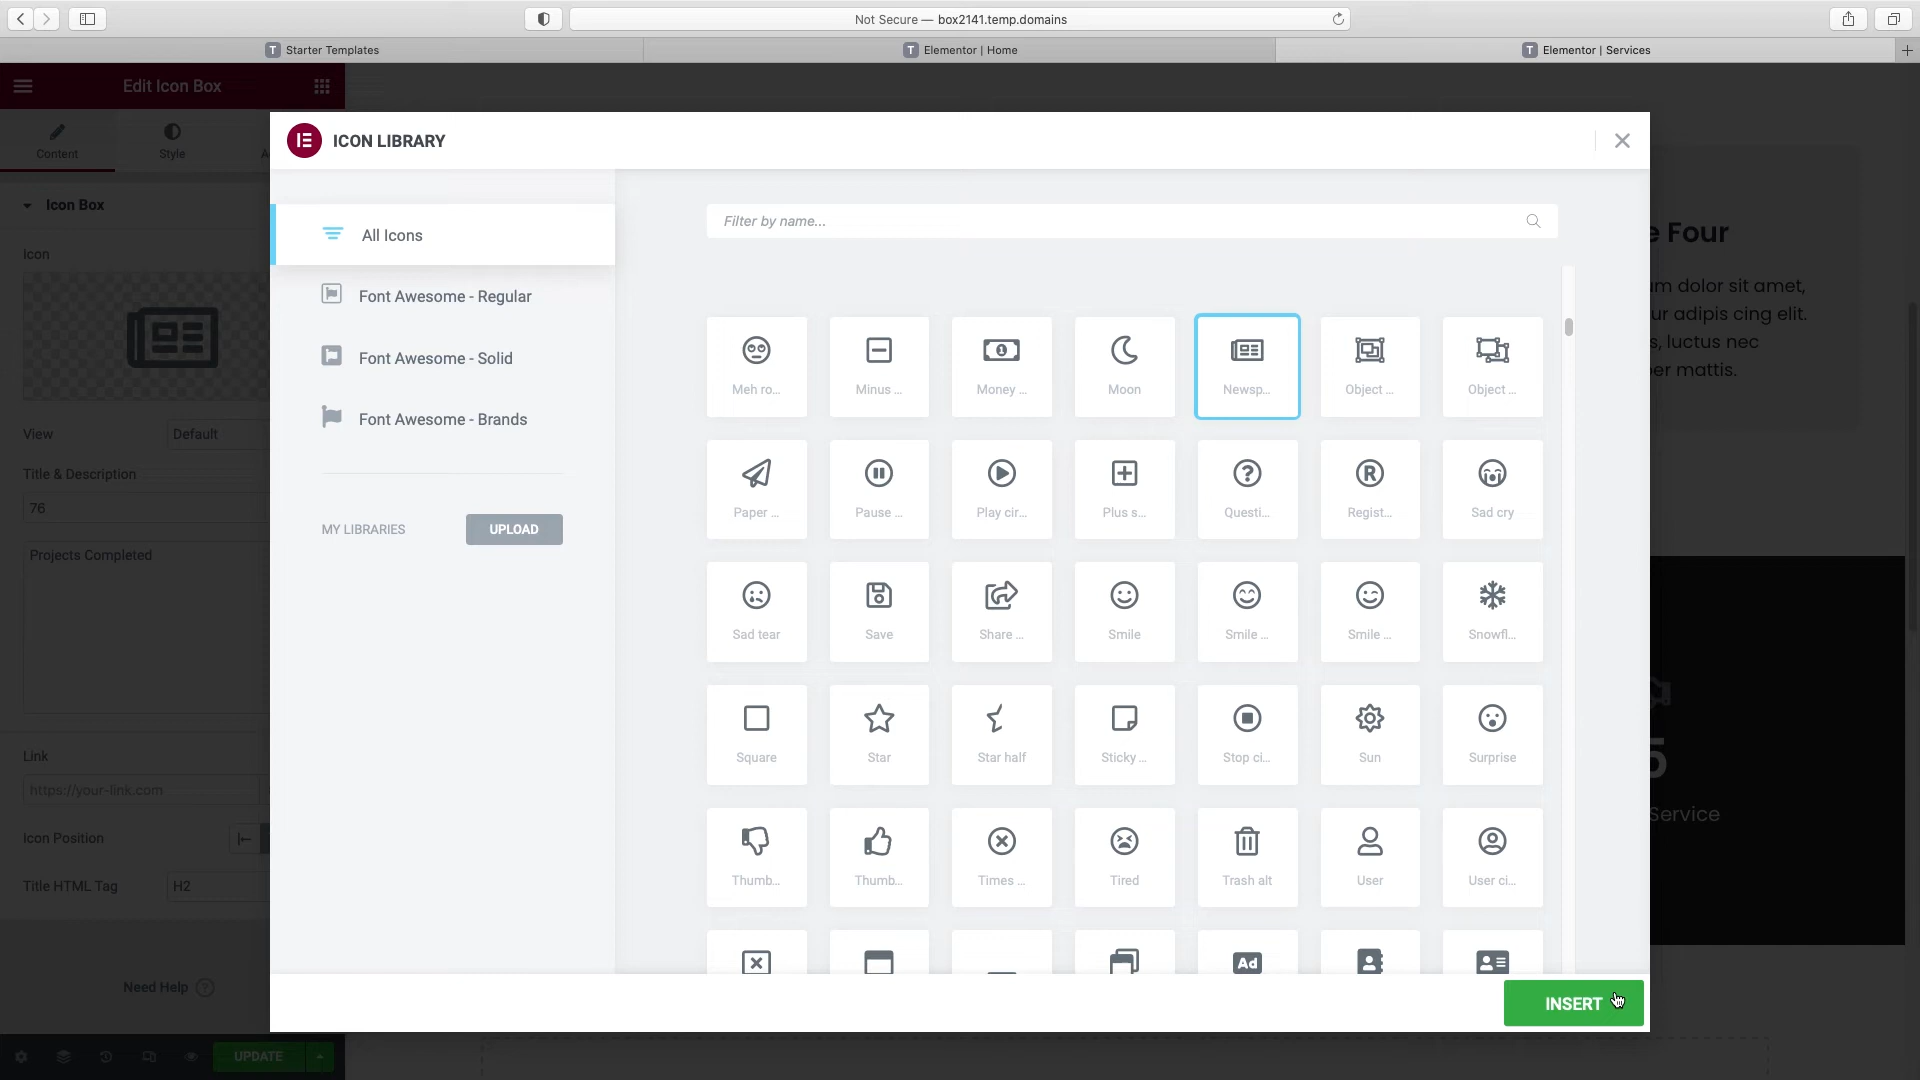 Not Secure — box2141.temp.domains
Starter Templates
Elementor | Home
Elementor | Services
Edit Icon Box
Content
Style
Icon Box
Icon
View
Default
Title & Description
76
Projects Completed
Link
https://your-link.com
Icon Position
Title HTML Tag
H2
Need Help
UPDATE
ICON LIBRARY
All Icons
Font Awesome - Regular
Font Awesome - Solid
Font Awesome - Brands
MY LIBRARIES
UPLOAD
Filter by name...
Meh ro...
Minus ...
Money ...
Moon
Newsp...
Object ...
Object ...
Paper ...
Pause ...
Play cir...
Plus s...
Questi...
Regist...
Sad cry
Sad tear
Save
Share ...
Smile
Smile ...
Smile ...
Snowfl...
Square
Star
Star half
Sticky ...
Stop ci...
Sun
Surprise
Thumb...
Thumb...
Times ...
Tired
Trash alt
User
User ci...
Ad
INSERT
e Four
um dolor sit amet,
ur adipis cing elit.
s, luctus nec
er mattis.
5
Service